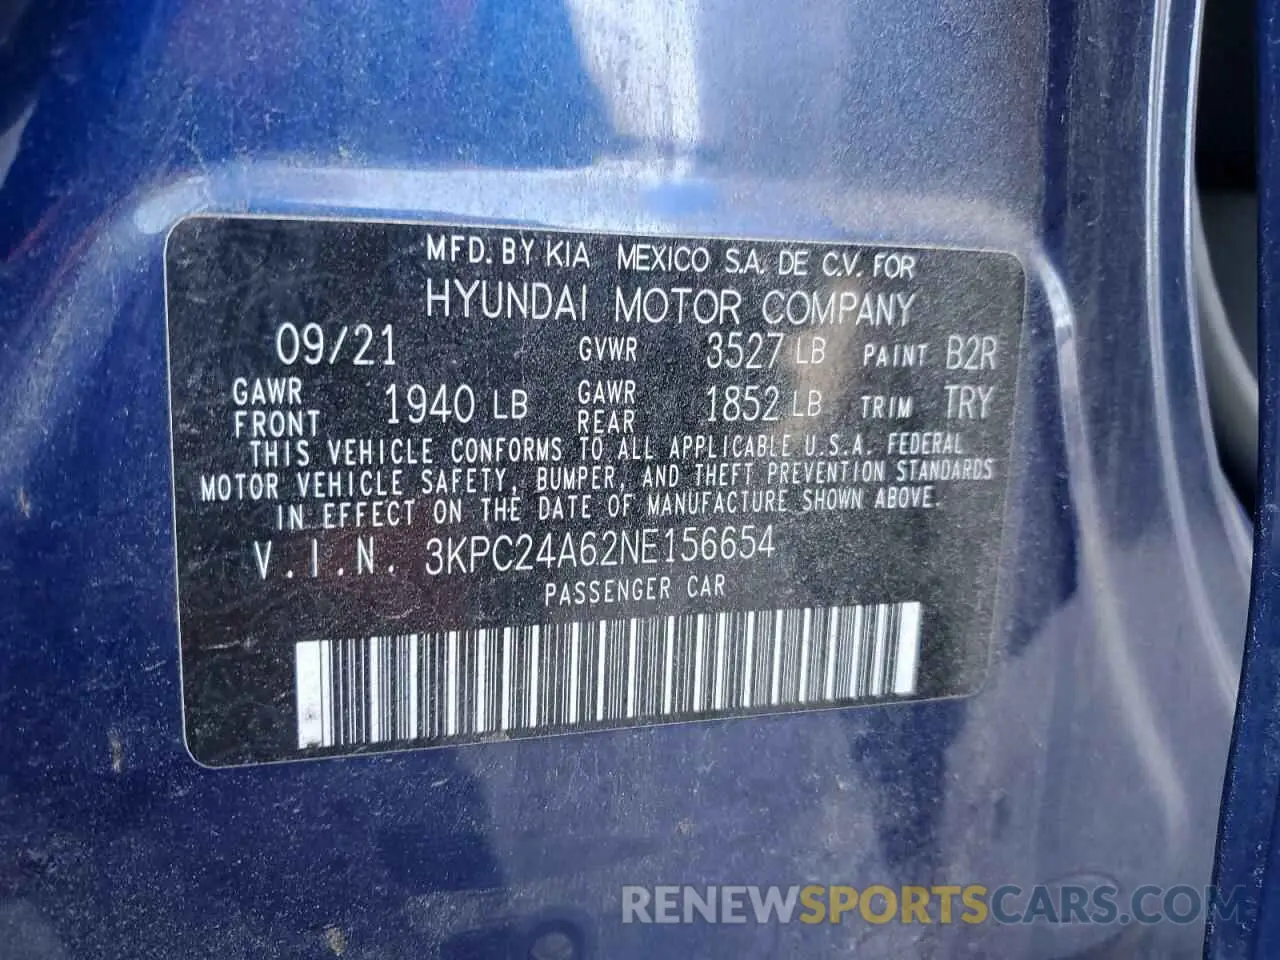 MFD. BY KIA MEXICO S.A. DE C.V. FOR
HYUNDAI MOTOR COMPANY
09/21 GVWR 3527 LB PAINT B2R
GAWR FRONT 1940 LB GAWR REAR 1852 LB TRIM TRY
THIS VEHICLE CONFORMS TO ALL APPLICABLE U.S.A. FEDERAL
MOTOR VEHICLE SAFETY, BUMPER, AND THEFT PREVENTION STANDARDS
IN EFFECT ON THE DATE OF MANUFACTURE SHOWN ABOVE.
V.I.N. 3KPC24A62NE156654
PASSENGER CAR
RENEWSPORTSCARS.COM